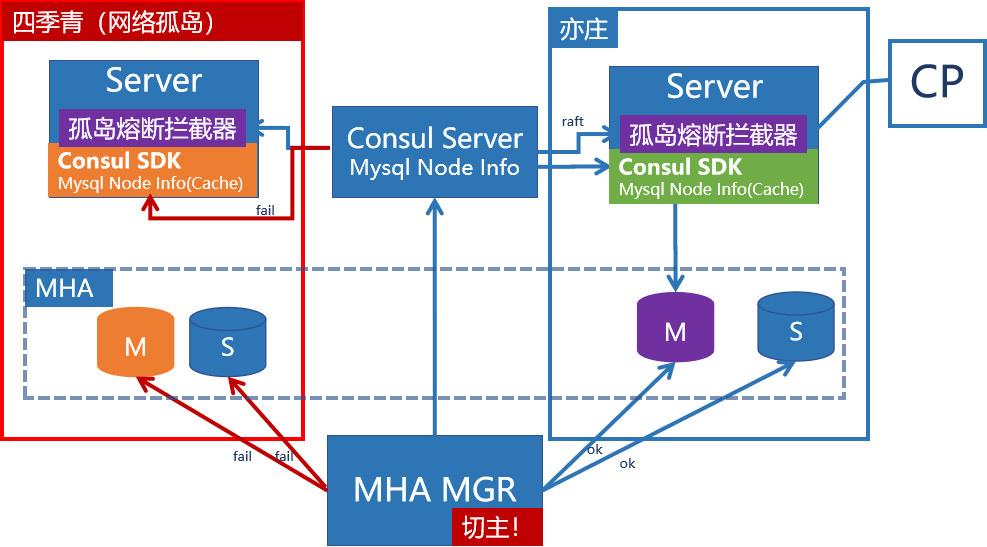 四季青（网络孤岛）
Server
孤岛熔断拦截器
Consul SDK
Mysql Node Info(Cache)
fail
Consul Server
Mysql Node Info
raft
亦庄
Server
孤岛熔断拦截器
Consul SDK
Mysql Node Info(Cache)
CP
MHA
M
S
M
S
fail
fail
ok
ok
MHA MGR
切主！